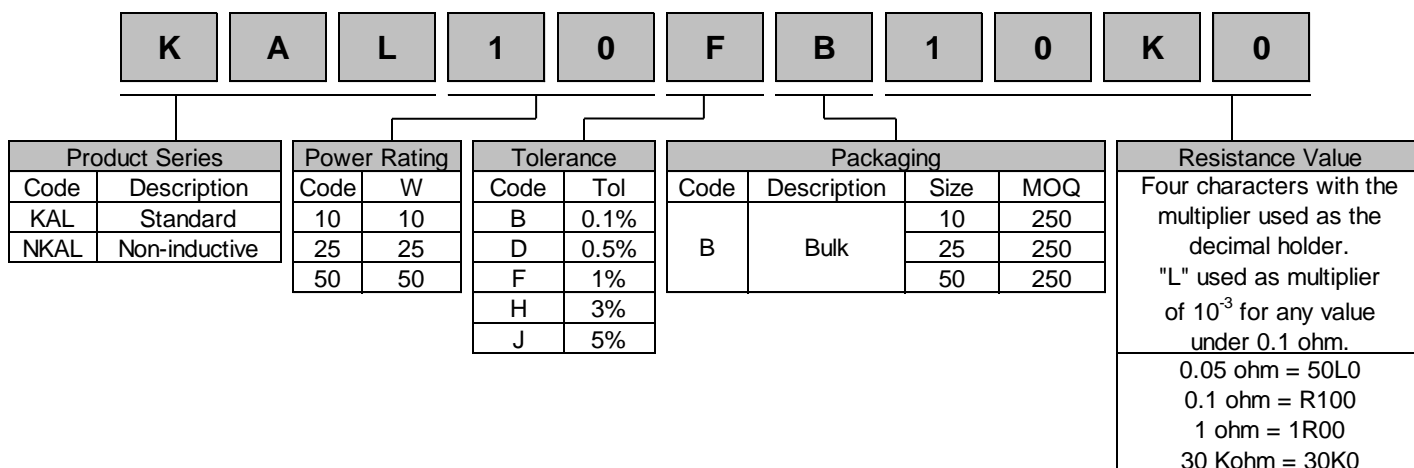 K A L 1 0 F B 1 0 K 0
Product Series
Code Description
KAL Standard
NKAL Non-inductive
Power Rating
Code W
10 10
25 25
50 50
Tolerance
Code Tol
B 0.1%
D 0.5%
F 1%
H 3%
J 5%
Packaging
Code Description Size MOQ
B Bulk 10 250
25 250
50 250
Resistance Value
Four characters with the
multiplier used as the
decimal holder.
"L" used as multiplier
of 10-3 for any value
under 0.1 ohm.
0.05 ohm = 50L0
0.1 ohm = R100
1 ohm = 1R00
30 Kohm = 30K0